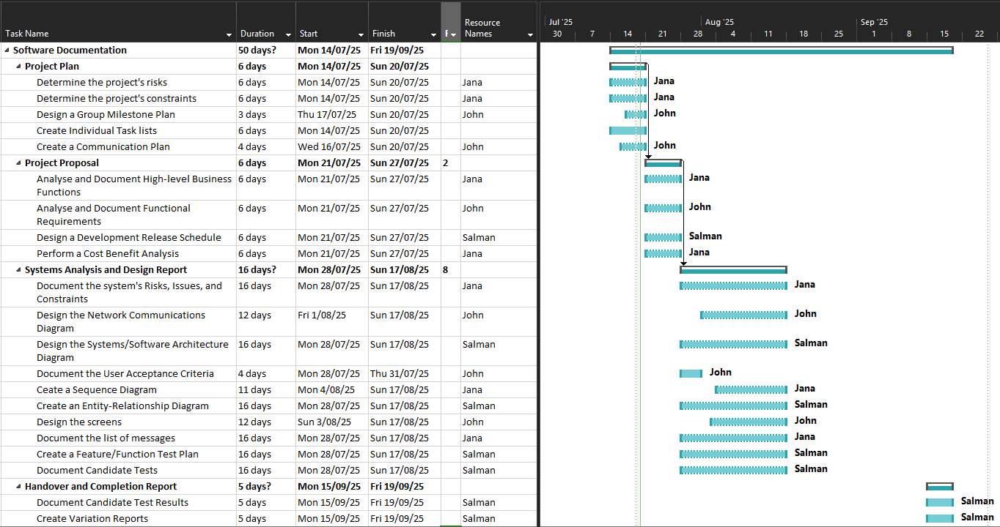 Jul '25 Aug '25 Sep '25
Task Name Duration Start Finish Resource Names 30 7 14 21 28 4 11 18 25 1 8 15 22
Software Documentation 50 days? Mon 14/07/25 Fri 19/09/25
Project Plan 6 days Mon 14/07/25 Sun 20/07/25
Determine the project's risks 6 days Mon 14/07/25 Sun 20/07/25 Jana Jana
Determine the project's constraints 6 days Mon 14/07/25 Sun 20/07/25 Jana Jana
Design a Group Milestone Plan 3 days Thu 17/07/25 Sun 20/07/25 John John
Create Individual Task lists 6 days Mon 14/07/25 Sun 20/07/25
Create a Communication Plan 4 days Wed 16/07/25 Sun 20/07/25 John John
Project Proposal 6 days Mon 21/07/25 Sun 27/07/25 2
Analyse and Document High-level Business 6 days Mon 21/07/25 Sun 27/07/25 Jana Jana
Functions
Analyse and Document Functional 6 days Mon 21/07/25 Sun 27/07/25 John John
Requirements
Design a Development Release Schedule 6 days Mon 21/07/25 Sun 27/07/25 Salman Salman
Perform a Cost Benefit Analysis 6 days Mon 21/07/25 Sun 27/07/25 Jana Jana
Systems Analysis and Design Report 16 days? Mon 28/07/25 Sun 17/08/25 8
Document the system's Risks, Issues, and 16 days Mon 28/07/25 Sun 17/08/25 Jana Jana
Constraints
Design the Network Communications 12 days Fri 1/08/25 Sun 17/08/25 John John
Diagram
Design the Systems/Software Architecture 16 days Mon 28/07/25 Sun 17/08/25 Salman Salman
Diagram
Document the User Acceptance Criteria 4 days Mon 28/07/25 Thu 31/07/25 John John
Ceate a Sequence Diagram 11 days Mon 4/08/25 Sun 17/08/25 Jana Jana
Create an Entity-Relationship Diagram 16 days Mon 28/07/25 Sun 17/08/25 Salman Salman
Design the screens 12 days Sun 3/08/25 Sun 17/08/25 John John
Document the list of messages 16 days Mon 28/07/25 Sun 17/08/25 Jana Jana
Create a Feature/Function Test Plan 16 days Mon 28/07/25 Sun 17/08/25 Salman Salman
Document Candidate Tests 16 days Mon 28/07/25 Sun 17/08/25 Salman Salman
Handover and Completion Report 5 days? Mon 15/09/25 Fri 19/09/25
Document Candidate Test Results 5 days Mon 15/09/25 Fri 19/09/25 Salman Salman
Create Variation Reports 5 days Mon 15/09/25 Fri 19/09/25 Salman Salman